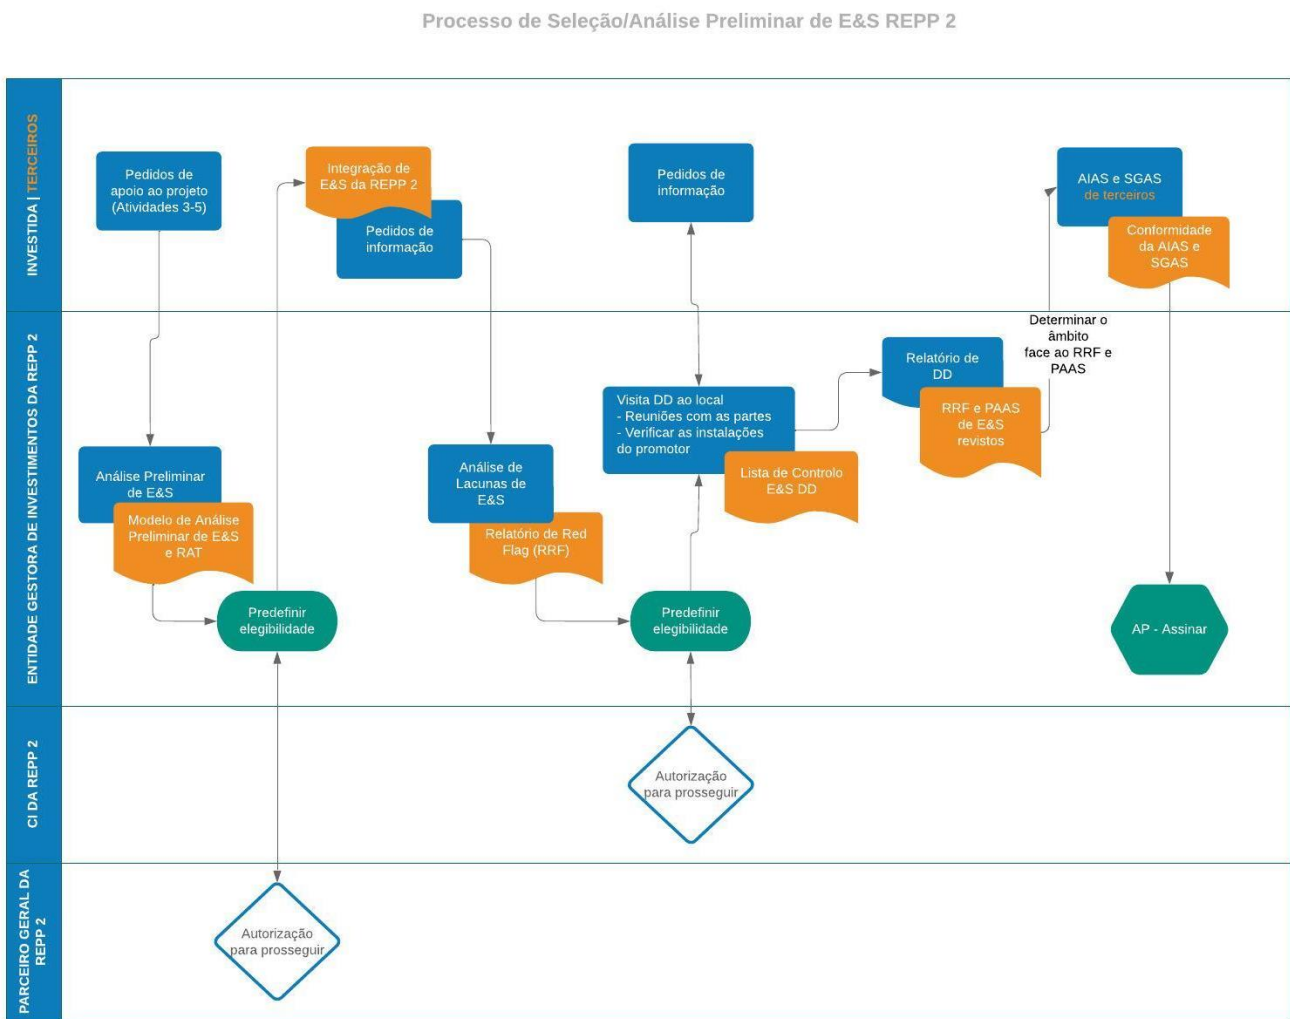 Processo de Seleção/Análise Preliminar de E&S REPP 2
INVESTIDA | TERCEIROS
Pedidos de
apoio ao projeto
(Atividades 3-5)
Integração de
E&S da REPP 2
Pedidos de
informação
Pedidos de
informação
AIAS e SGAS
de terceiros
Conformidade
da AIAS e
SGAS
ENTIDADE GESTORA DE INVESTIMENTOS DA REPP 2
Análise Preliminar
de E&S
Modelo de Análise
Preliminar de E&S
e RAT
Predefinir
elegibilidade
Análise de
Lacunas de
E&S
Relatório de Red
Flag (RRF)
Visita DD ao local
- Reuniões com as partes
- Verificar as instalações
do promotor
Lista de Controlo
E&S DD
Predefinir
elegibilidade
Relatório de
DD
RRF e PAAS
de E&S
revistos
Determinar o
âmbito
face ao RRF e
PAAS
AP - Assinar
CI DA REPP 2
Autorização
para prosseguir
PARCEIRO GERAL DA
REPP 2
Autorização
para prosseguir